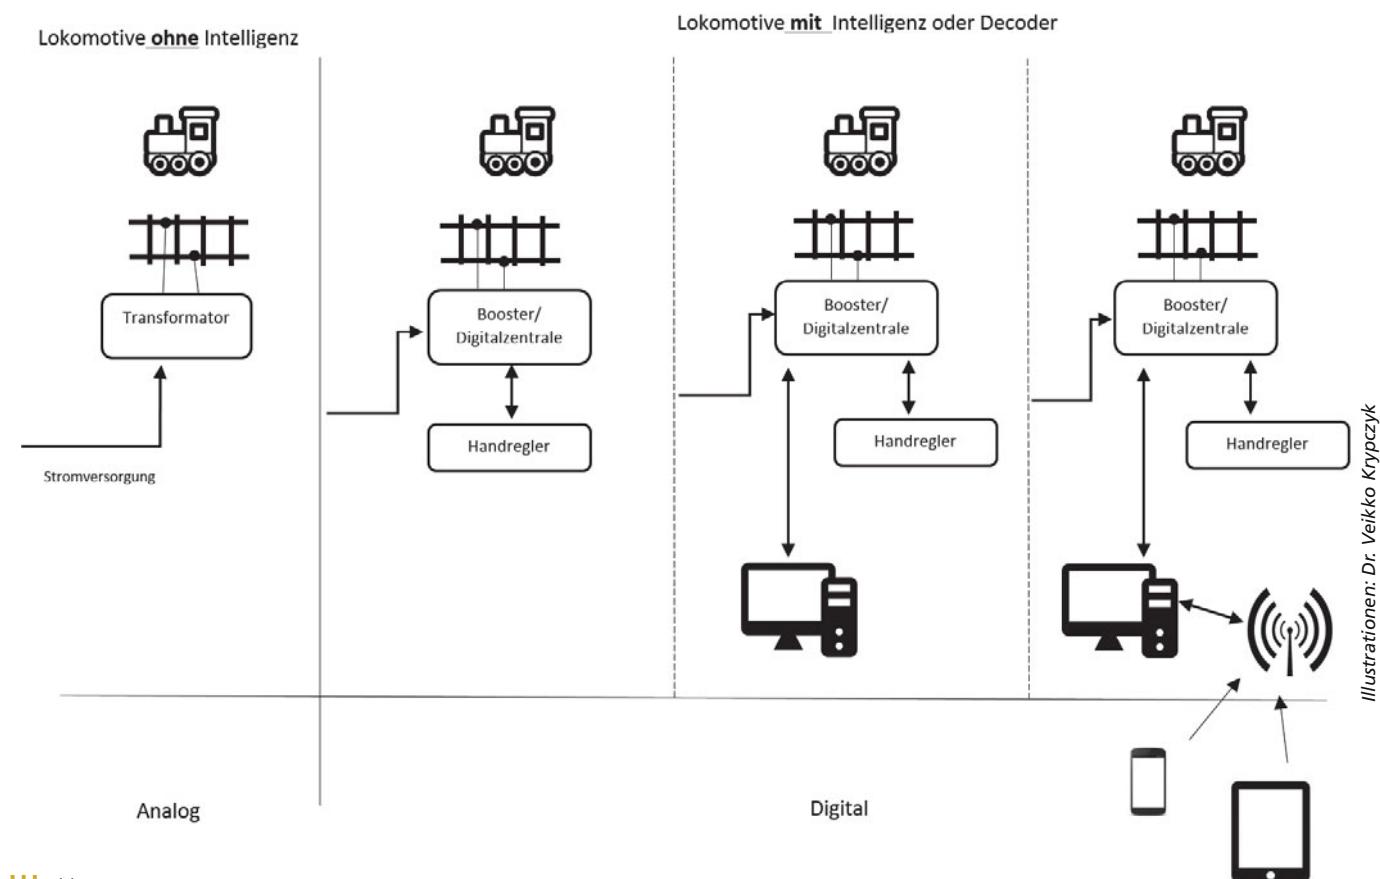 Lokomotive ohne Intelligenz
Lokomotive mit Intelligenz oder Decoder
Transformator
Stromversorgung
Booster/
Digitalzentrale
Handregler
Booster/
Digitalzentrale
Handregler
Booster/
Digitalzentrale
Handregler
Analog
Digital
Illustrationen: Dr. Veikko Krypczyk